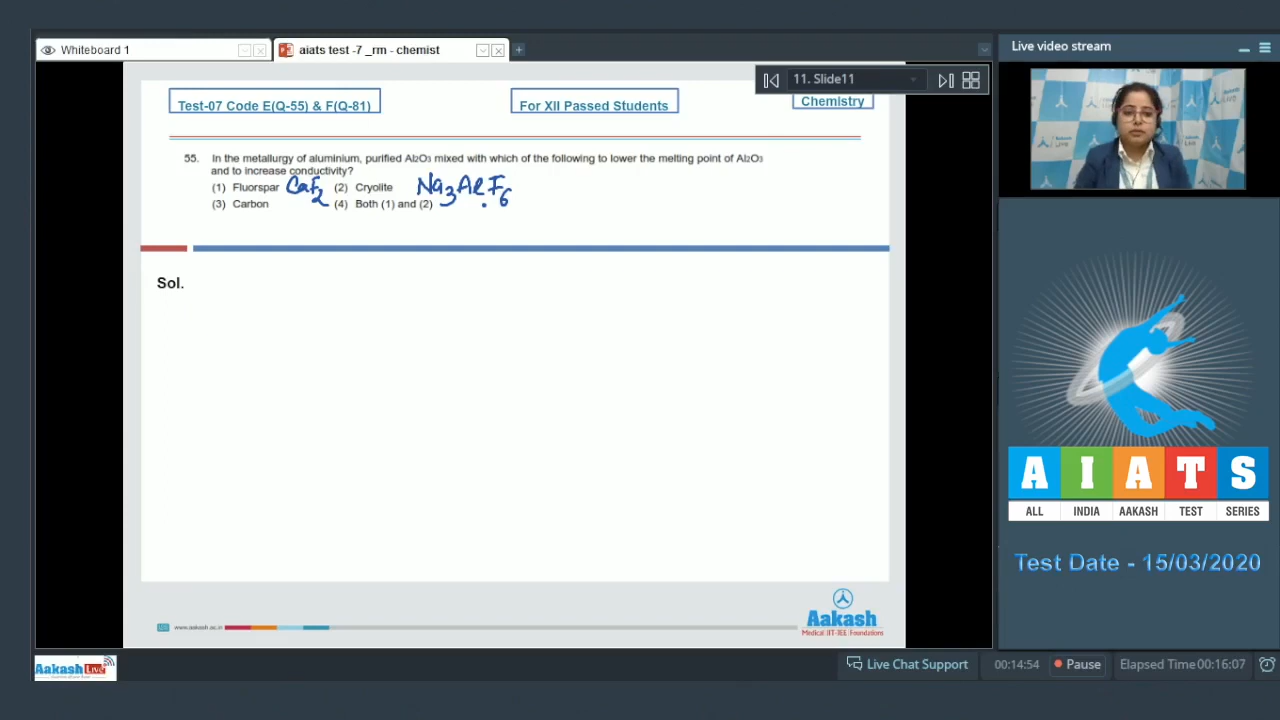 Whiteboard 1
aiats test -7 _rm - chemist
Live video stream
11. Slide11
Test-07 Code E(Q-55) & F(Q-81)
For XII Passed Students
Chemistry
55. In the metallurgy of aluminium, purified Al2O3 mixed with which of the following to lower the melting point of Al2O3
and to increase conductivity?
(1) Fluorspar CaF2 (2) Cryolite Na3AlF6
(3) Carbon (4) Both (1) and (2)
Sol.
A I A T S
ALL INDIA AAKASH TEST SERIES
Test Date - 15/03/2020
www.aakash.ac.in
Aakash
Medical | IIT-JEE | Foundations
Aakash Live
Live Chat Support
00:14:54
Pause
Elapsed Time 00:16:07